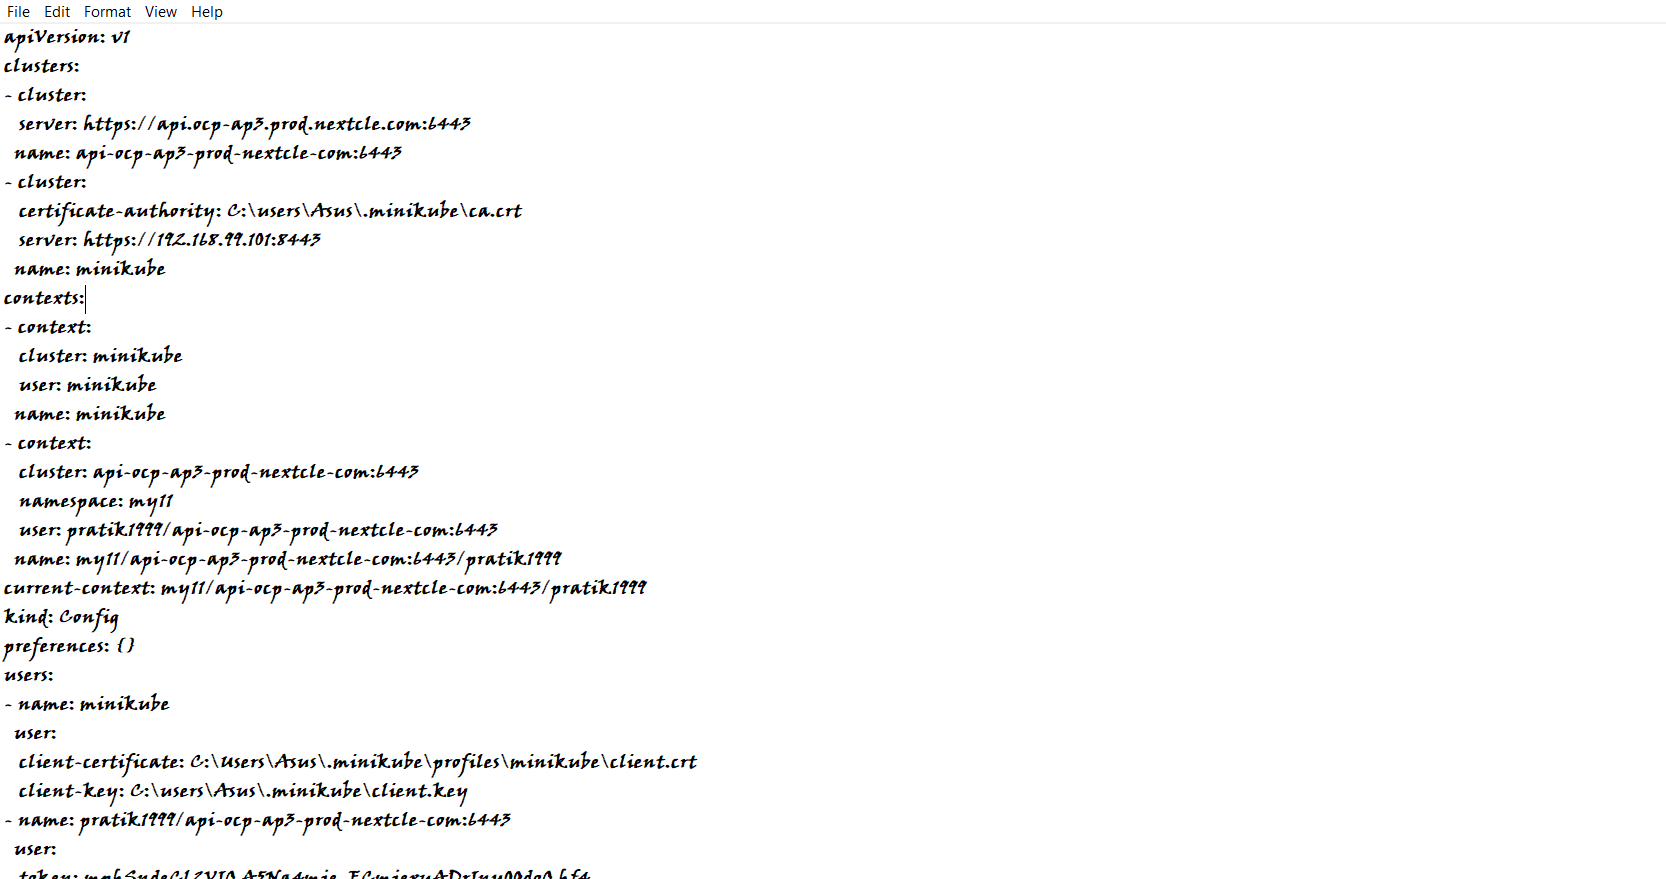 File Edit Format View Help
apiVersion: v1
clusters:
- cluster:
server: https://api.ocp-ap3.prod.nextcle.com:6443
name: api-ocp-ap3-prod-nextcle-com:6443
- cluster:
certificate-authority: C:\users\Asus\.minikube\ca.crt
server: https://192.168.99.101:8443
name: minikube
contexts:
- context:
cluster: minikube
user: minikube
name: minikube
- context:
cluster: api-ocp-ap3-prod-nextcle-com:6443
namespace: my11
user: pratik1999/api-ocp-ap3-prod-nextcle-com:6443
name: my11/api-ocp-ap3-prod-nextcle-com:6443/pratik1999
current-context: my11/api-ocp-ap3-prod-nextcle-com:6443/pratik1999
kind: Config
preferences: {}
users:
- name: minikube
user:
client-certificate: C:\Users\Asus\.minikube\profiles\minikube\client.crt
client-key: C:\users\Asus\.minikube\client.key
- name: pratik1999/api-ocp-ap3-prod-nextcle-com:6443
user:
token: